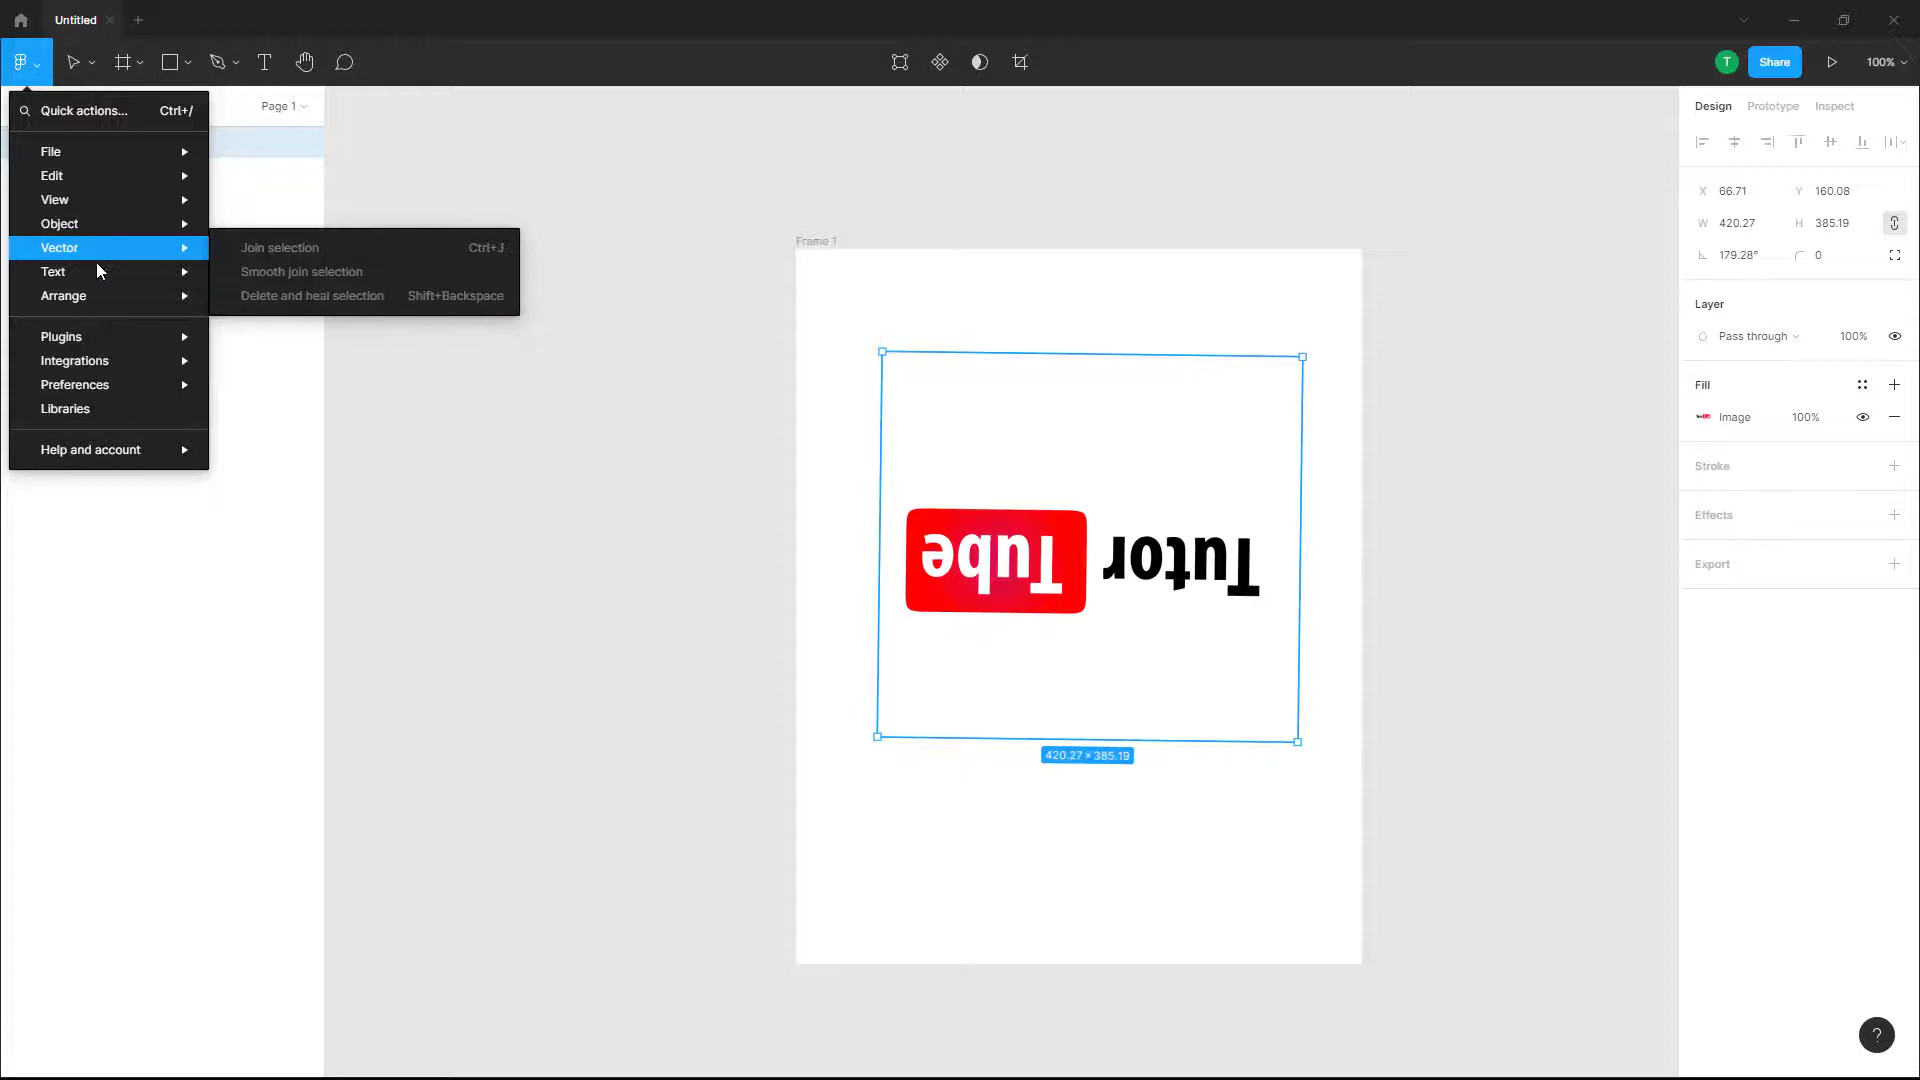 Untitled
Share
100%
Quick actions... Ctrl+/
Page 1
File
Edit
View
Object
Vector
Text
Arrange
Plugins
Integrations
Preferences
Libraries
Help and account
Join selection Ctrl+J
Smooth join selection
Delete and heal selection Shift+Backspace
Frame 1
Tutor Tube
420.27 × 385.19
T
Design Prototype Inspect
X 66.71 Y 160.08
W 420.27 H 385.19
179.28° 0
Layer
Pass through 100%
Fill
Image 100%
Stroke
Effects
Export
?